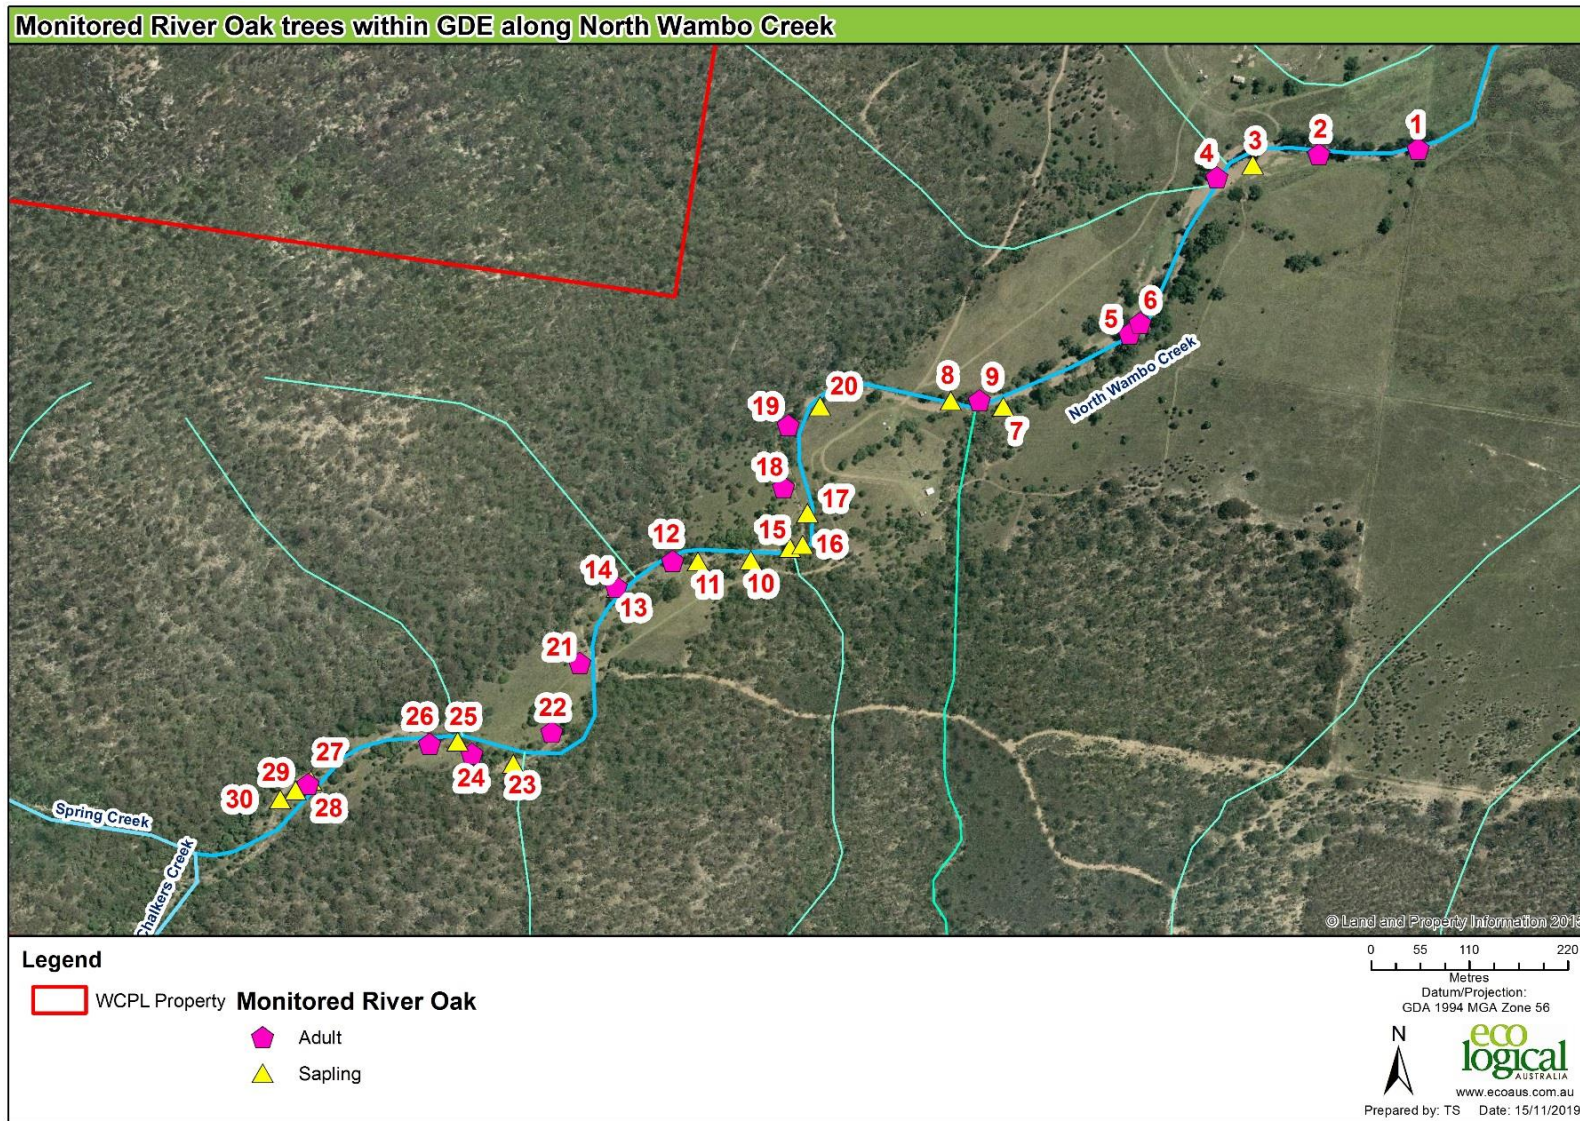 Monitored River Oak trees within GDE along North Wambo Creek
1
2
3
4
6
5
North Wambo Creek
8
9
7
20
19
18
17
15
16
12
11
10
14
13
21
22
26
25
24
23
27
29
28
30
Spring Creek
Chalkers Creek
© Land and Property Information 2015
Legend
WCPL Property
Monitored River Oak
Adult
Sapling
0 55 110 220
Metres
Datum/Projection:
GDA 1994 MGA Zone 56
N
eco
logical
AUSTRALIA
www.ecoaus.com.au
Prepared by: TS Date: 15/11/2019